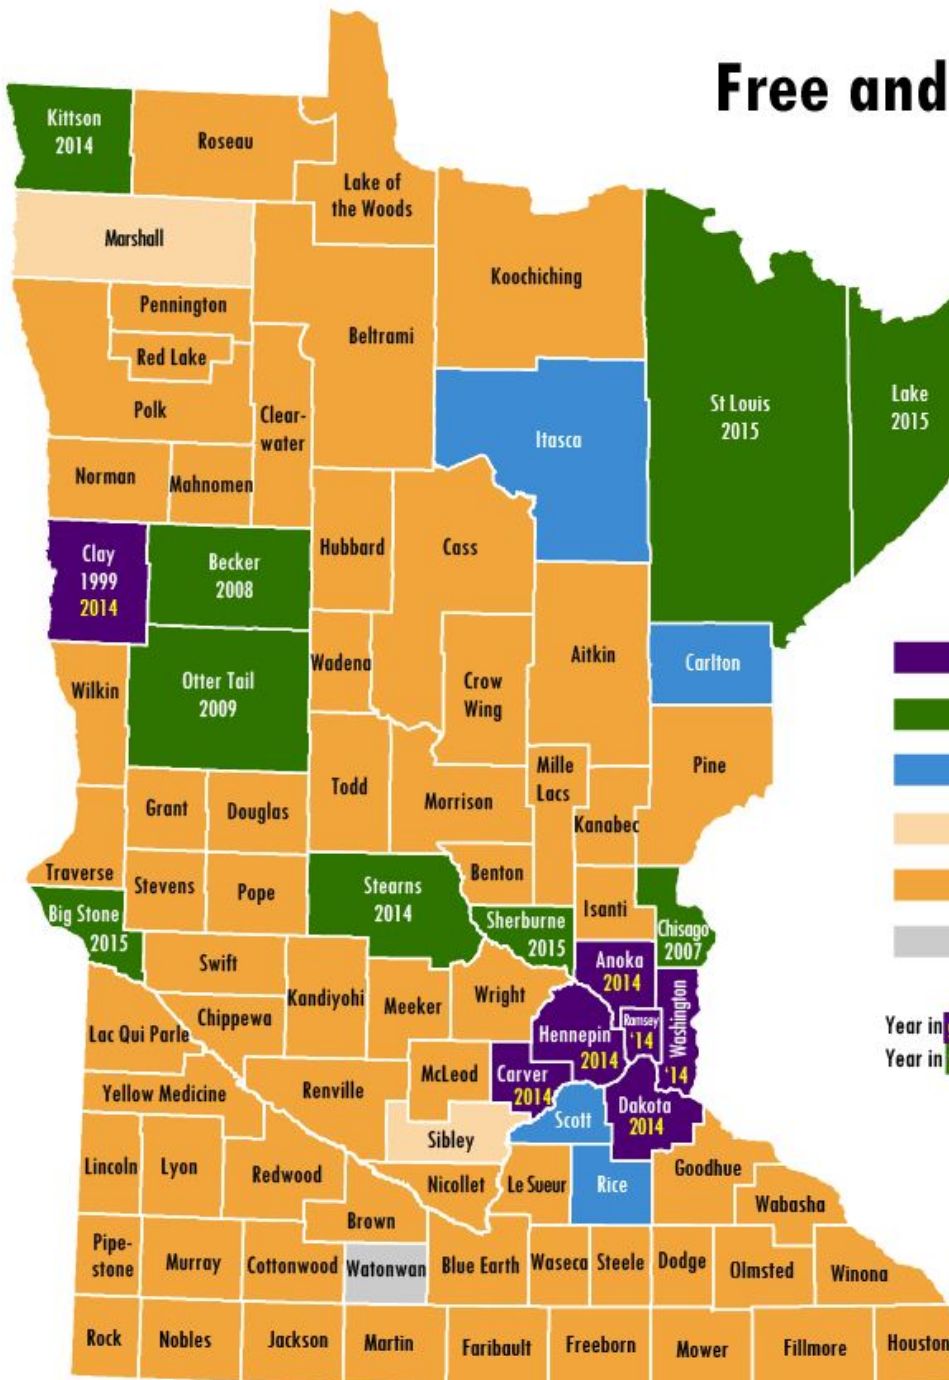 Free and
Kittson
2014
Roseau
Lake of
the Woods
Marshall
Koochiching
Pennington
Beltrami
Red Lake
Polk
Clear-
water
St Louis
2015
Lake
2015
Itasca
Norman
Mahnomen
Clay
1999
2014
Becker
2008
Hubbard
Cass
Wadena
Aitkin
Carlton
Wilkin
Otter Tail
2009
Crow
Wing
Pine
Mille
Lacs
Todd
Grant
Douglas
Morrison
Kanabec
Traverse
Stevens
Pope
Stearns
2014
Benton
Isanti
Big Stone
2015
Sherburne
2015
Chisago
2007
Swift
Anoka
2014
Kandiyohi
Meeker
Wright
Washington
'14
Lac Qui Parle
Chippewa
Hennepin
2014
Ramsey
'14
Year in
Year in
Yellow Medicine
Renville
McLeod
Carver
2014
Dakota
2014
Scott
Sibley
Lincoln
Lyon
Redwood
Nicollet
Le Sueur
Rice
Goodhue
Wabasha
Brown
Pipe-
stone
Murray
Cottonwood
Watonwan
Blue Earth
Waseca
Steele
Dodge
Olmsted
Winona
Rock
Nobles
Jackson
Martin
Faribault
Freeborn
Mower
Fillmore
Houston